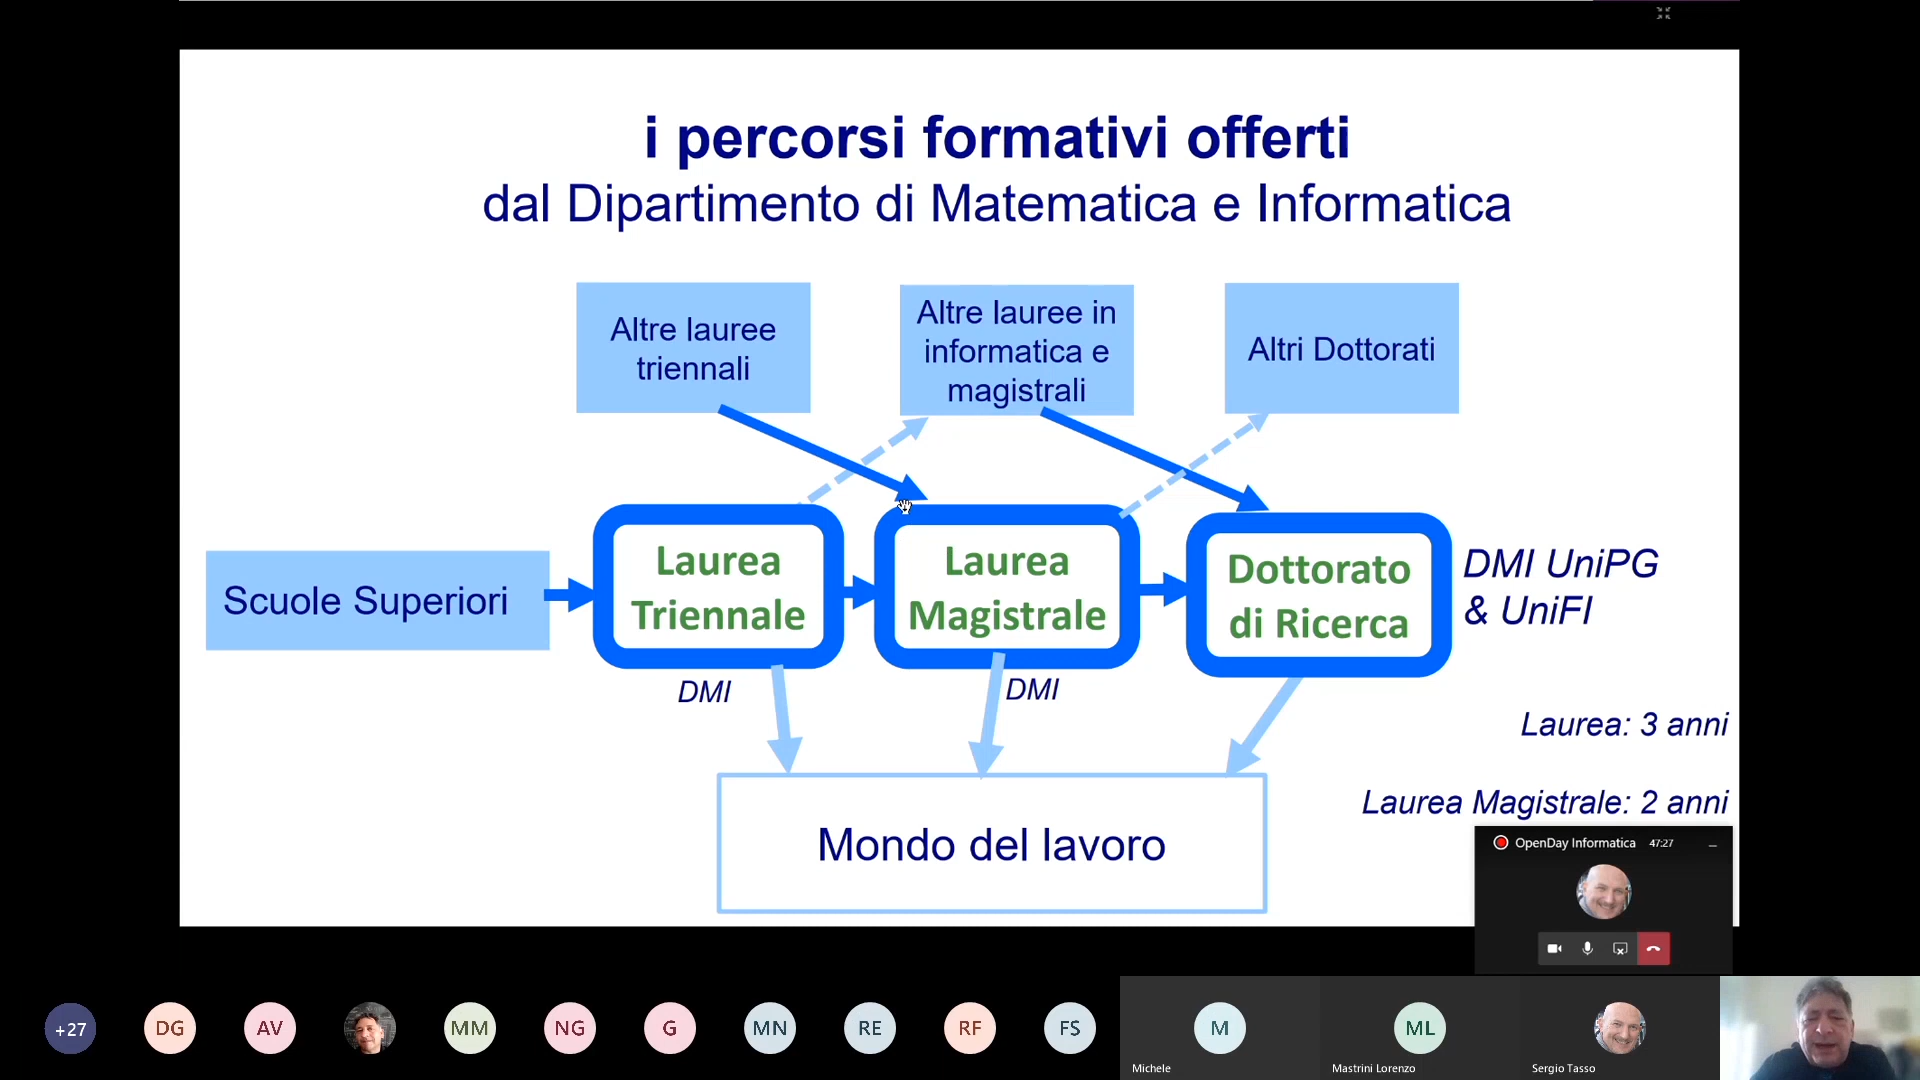 i percorsi formativi offerti
dal Dipartimento di Matematica e Informatica
Altre lauree
triennali
Altre lauree in
informatica e
magistrali
Altri Dottorati
Scuole Superiori
Laurea
Triennale
Laurea
Magistrale
Dottorato
di Ricerca
DMI UniPG
& UniFI
DMI
DMI
Laurea: 3 anni
Laurea Magistrale: 2 anni
Mondo del lavoro
OpenDay Informatica 47:27
+27
DG
AV
MM
NG
G
MN
RE
RF
FS
M
ML
Michele
Mastrini Lorenzo
Sergio Tasso